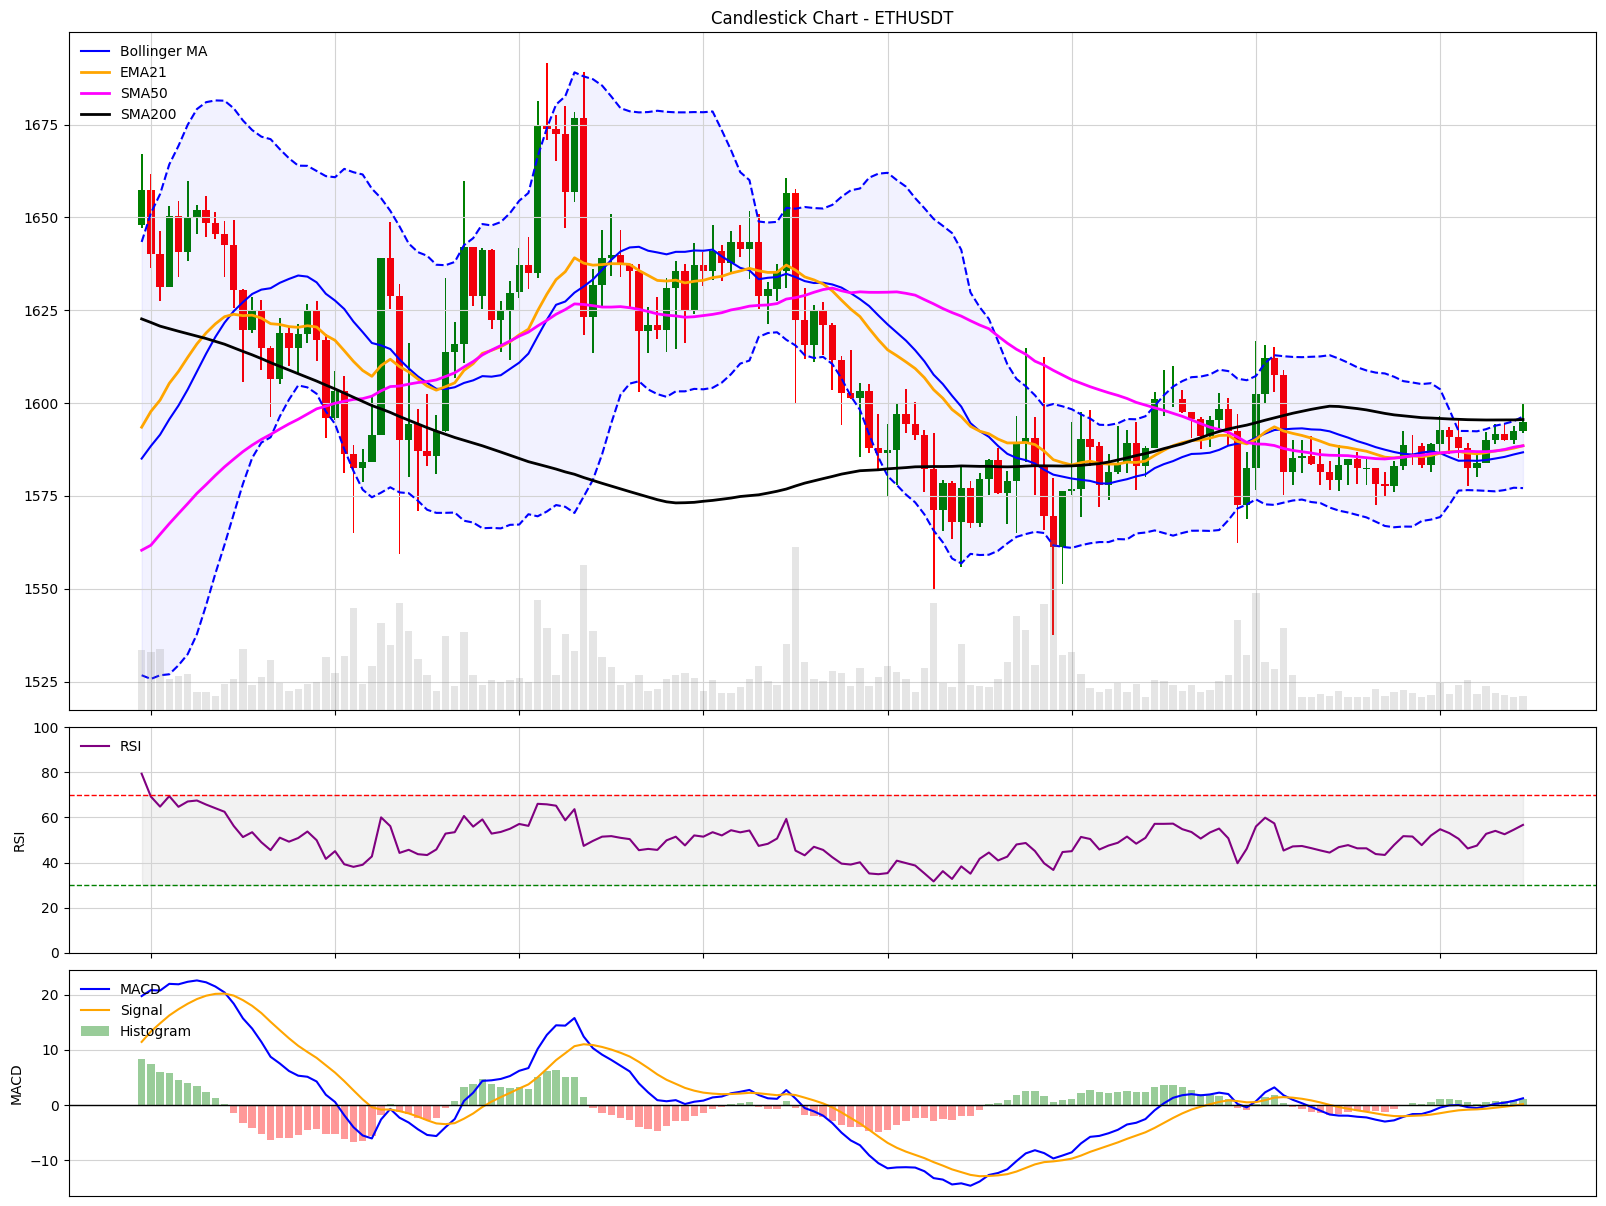 Candlestick Chart - ETHUSDT
Bollinger MA
EMA21
SMA50
SMA200
1675
1650
1625
1600
1575
1550
1525
RSI
100
80
60
40
20
0
RSI
MACD
Signal
Histogram
20
10
0
−10
MACD